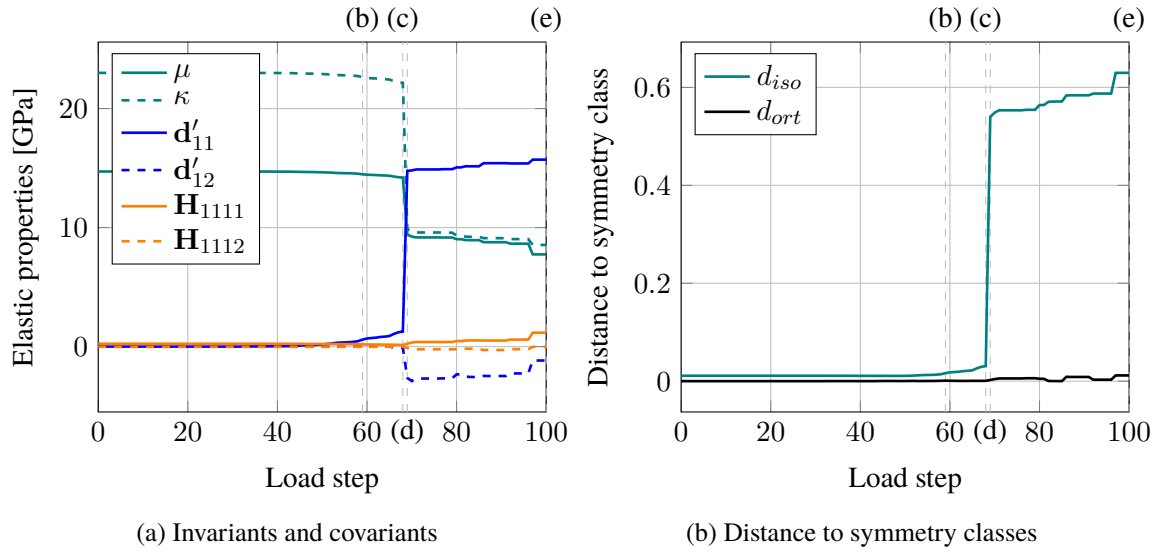 (b) (c) (e)
μ
κ
d′11
d′12
H1111
H1112
Elastic properties [GPa]
20
10
0
0 20 40 60 (d) 80 100
Load step
(a) Invariants and covariants
(b) (c) (e)
d_iso
d_ort
Distance to symmetry class
0.6
0.4
0.2
0
0 20 40 60 (d) 80 100
Load step
(b) Distance to symmetry classes